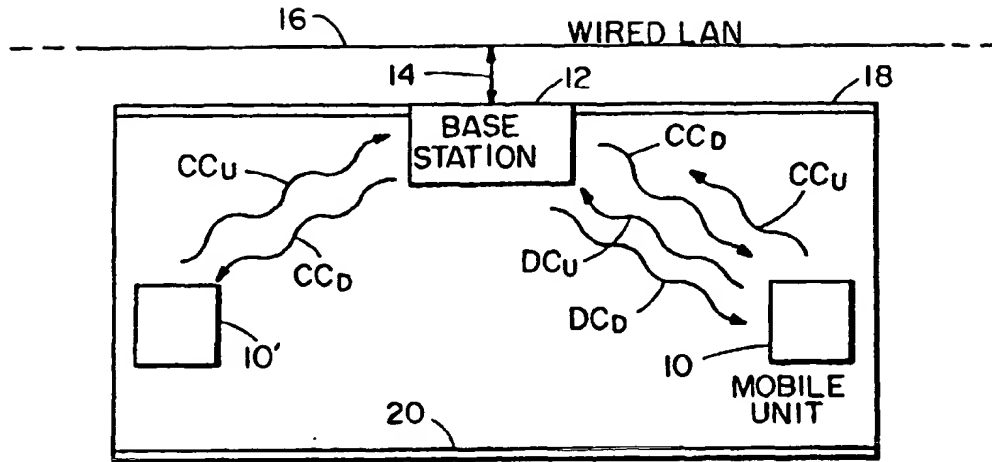 16
WIRED LAN
14
12
18
BASE
STATION
CCU
CCD
CCD
CCU
DCU
DCD
10'
10
MOBILE
UNIT
20